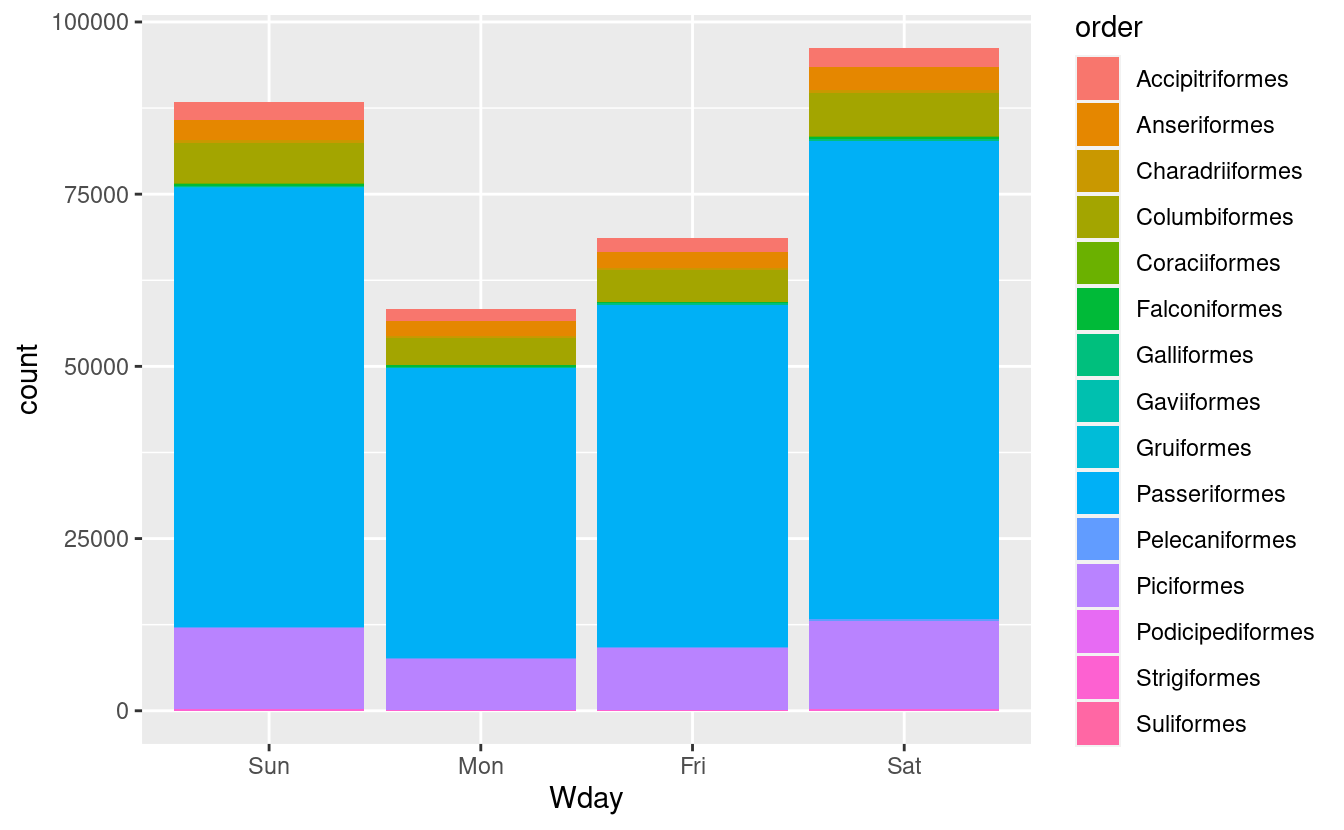 100000
75000
50000
25000
0
count
Sun Mon Fri Sat
Wday
order
Accipitriformes
Anseriformes
Charadriiformes
Columbiformes
Coraciiformes
Falconiformes
Galliformes
Gaviiformes
Gruiformes
Passeriformes
Pelecaniformes
Piciformes
Podicipediformes
Strigiformes
Suliformes